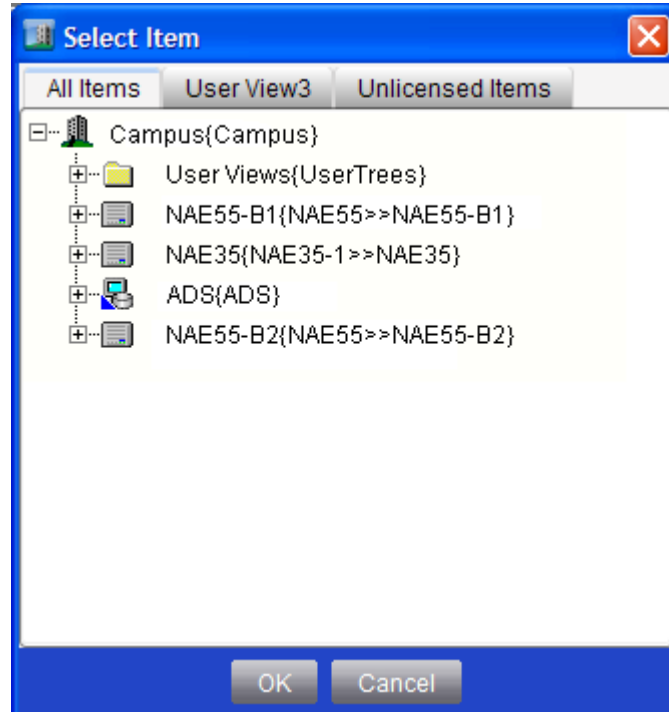 Select Item
All Items User View3 Unlicensed Items
Campus{Campus}
User Views{UserTrees}
NAE55-B1{NAE55>>NAE55-B1}
NAE35{NAE35-1>>NAE35}
ADS{ADS}
NAE55-B2{NAE55>>NAE55-B2}
OK Cancel